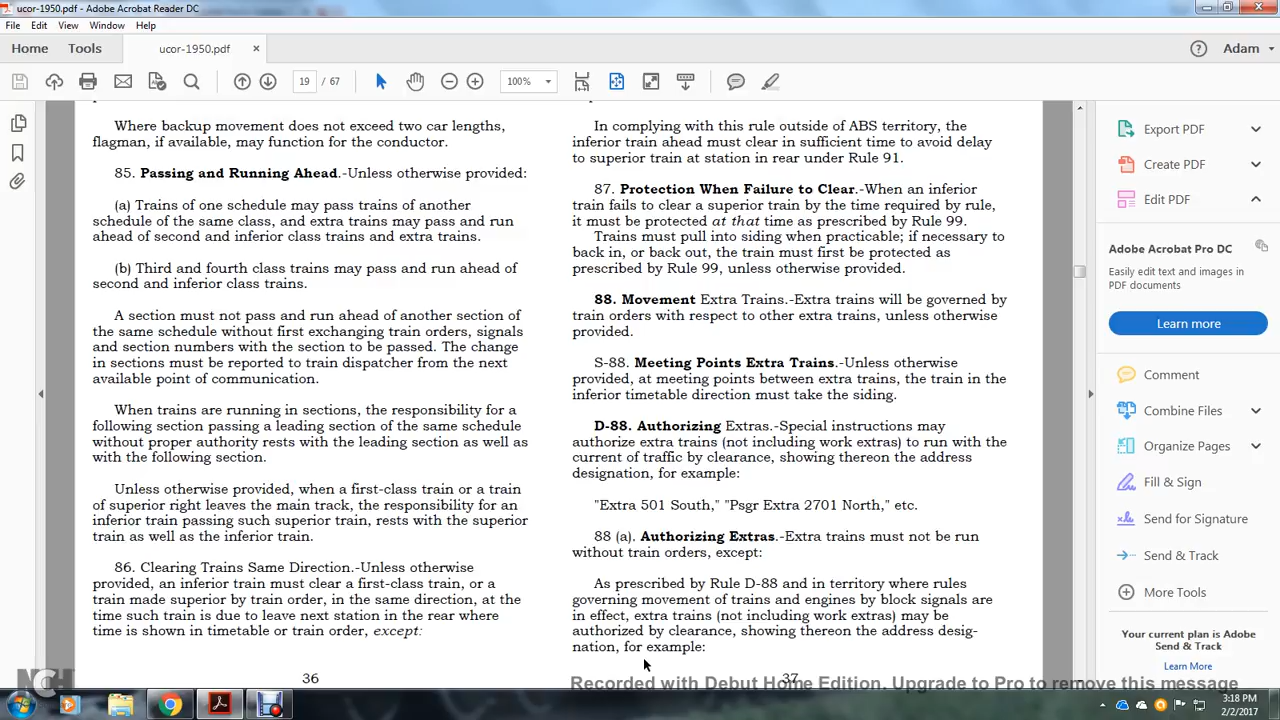 ucor-1950.pdf - Adobe Acrobat Reader DC
File Edit View Window Help
Home Tools ucor-1950.pdf × Adam
19 / 67 100%
Where backup movement does not exceed two car lengths,
flagman, if available, may function for the conductor.
85. Passing and Running Ahead.-Unless otherwise provided:
(a) Trains of one schedule may pass trains of another
schedule of the same class, and extra trains may pass and run
ahead of second and inferior class trains and extra trains.
(b) Third and fourth class trains may pass and run ahead of
second and inferior class trains.
A section must not pass and run ahead of another section of
the same schedule without first exchanging train orders, signals
and section numbers with the section to be passed. The change
in sections must be reported to train dispatcher from the next
available point of communication.
When trains are running in sections, the responsibility for a
following section passing a leading section of the same schedule
without proper authority rests with the leading section as well as
with the following section.
Unless otherwise provided, when a first-class train or a train
of superior right leaves the main track, the responsibility for an
inferior train passing such superior train, rests with the superior
train as well as the inferior train.
86. Clearing Trains Same Direction.-Unless otherwise
provided, an inferior train must clear a first-class train, or a
train made superior by train order, in the same direction, at the
time such train is due to leave next station in the rear where
time is shown in timetable or train order, except:
36
In complying with this rule outside of ABS territory, the
inferior train ahead must clear in sufficient time to avoid delay
to superior train at station in rear under Rule 91.
87. Protection When Failure to Clear.-When an inferior
train fails to clear a superior train by the time required by rule,
it must be protected at that time as prescribed by Rule 99.
Trains must pull into siding when practicable; if necessary to
back in, or back out, the train must first be protected as
prescribed by Rule 99, unless otherwise provided.
88. Movement Extra Trains.-Extra trains will be governed by
train orders with respect to other extra trains, unless otherwise
provided.
S-88. Meeting Points Extra Trains.-Unless otherwise
provided, at meeting points between extra trains, the train in the
inferior timetable direction must take the siding.
D-88. Authorizing Extras.-Special instructions may
authorize extra trains (not including work extras) to run with the
current of traffic by clearance, showing thereon the address
designation, for example:
"Extra 501 South," "Psgr Extra 2701 North," etc.
88 (a). Authorizing Extras.-Extra trains must not be run
without train orders, except:
As prescribed by Rule D-88 and in territory where rules
governing movement of trains and engines by block signals are
in effect, extra trains (not including work extras) may be
authorized by clearance, showing thereon the address desig-
nation, for example:
37
Export PDF
Create PDF
Edit PDF
Adobe Acrobat Pro DC
Easily edit text and images in
PDF documents
Learn more
Comment
Combine Files
Organize Pages
Fill & Sign
Send for Signature
Send & Track
More Tools
Your current plan is Adobe
Send & Track
Learn More
NCH
Recorded with Debut Home Edition. Upgrade to Pro to remove this message
3:18 PM
2/2/2017